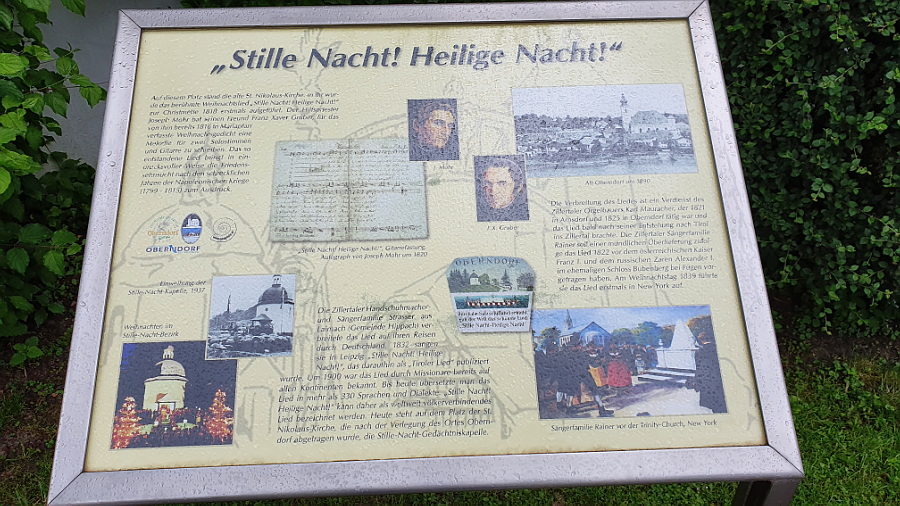 „Stille Nacht! Heilige Nacht!“
Auf diesem Platz stand die alte St. Nikolaus-Kirche, in der wur-
de das berühmte Weihnachtslied „Stille Nacht! Heilige Nacht!“
zur Christmette 1818 erstmals aufgeführt. Der Hilfspriester
Joseph Mohr bat seinen Freund Franz Xaver Gruber, für das
von ihm bereits 1816 in Mariapfarr
verfasste Weihnachtsgedicht eine
Melodie für zwei Solostimmen
und Gitarre zu schreiben. Das so
entstandene Lied bringt in ein-
drucksvoller Weise die Friedens-
sehnsucht nach den schrecklichen
Jahren der Napoleonischen Kriege
(1799 - 1815) zum Ausdruck.
OBERNDORF
Mohr
F.X. Gruber
„Stille Nacht! Heilige Nacht!“, Gitarrefassung,
Autograph von Joseph Mohr um 1820
Alt-Oberndorf um
Die Verbreitung des Liedes ist ein Verdienst des
Zillertaler Orgelbauers Karl Mauracher, der 1821
in Arnsdorf und 1825 in Oberndorf tätig war und
das Lied bald nach seiner Entstehung nach Tirol
ins Zillertal brachte. Die Zillertaler Sängerfamilie
Rainer soll einer mündlichen Überlieferung zufol-
ge das Lied 1822 vor dem österreichischen Kaiser
Franz I. und dem russischen Zaren Alexander I.
im ehemaligen Schloss Bubenberg bei Fügen vor-
getragen haben. Am Weihnachtstag 1839 führte
sie das Lied erstmals in New York auf.
Einweihung der
Stille-Nacht-Kapelle, 1937
Weihnachten im
Stille-Nacht-Bezirk
Die Zillertaler Handschuhmacher-
und Sängerfamilie Strasser aus
Laimach (Gemeinde Hippach) ver-
breitete das Lied auf ihren Reisen
durch Deutschland. 1832 sangen
sie in Leipzig „Stille Nacht! Heilige
Nacht!“, das daraufhin als „Tiroler Lied“ publiziert
wurde. Um 1900 war das Lied durch Missionare bereits auf
allen Kontinenten bekannt. Bis heute übersetzte man das
Lied in mehr als 330 Sprachen und Dialekte. „Stille Nacht!
Heilige Nacht!“ kann daher als weltweit völkerverbindendes
Lied bezeichnet werden. Heute steht auf dem Platz der St.
Nikolaus-Kirche, die nach der Verlegung des Ortes Obern-
dorf abgetragen wurde, die Stille-Nacht-Gedächtniskapelle.
OBERNDORF
„Stille Nacht-Heilige Nacht“
Sängerfamilie Rainer vor der Trinity-Church, New York